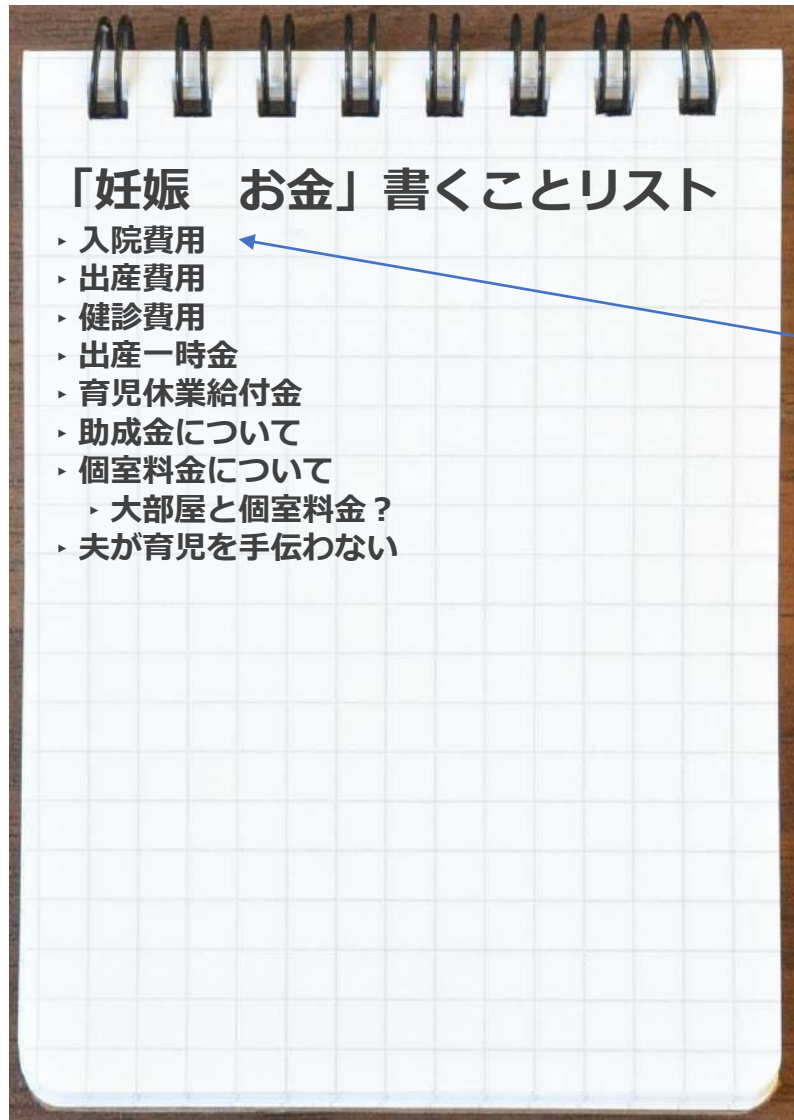 「妊娠　お金」書くことリスト
‣ 入院費用
‣ 出産費用
‣ 健診費用
‣ 出産一時金
‣ 育児休業給付金
‣ 助成金について
‣ 個室料金について
‣ 大部屋と個室料金？
‣ 夫が育児を手伝わない